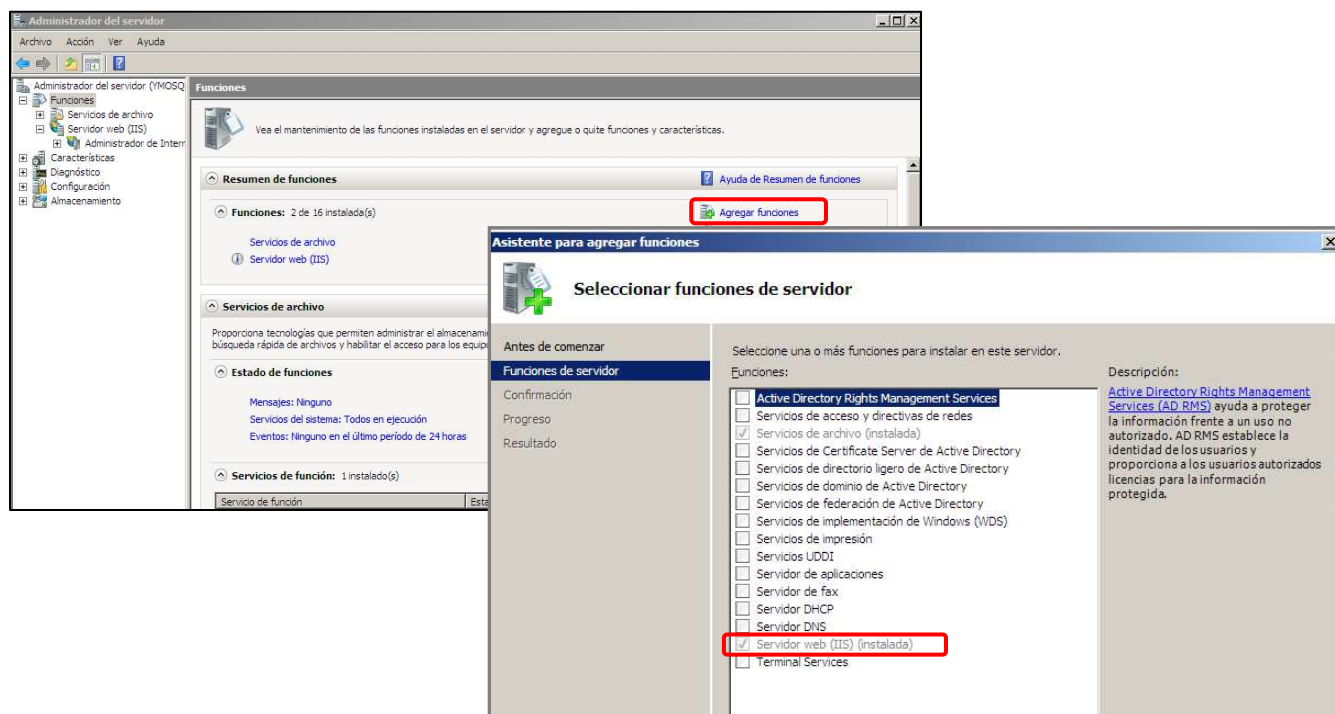 Administrador del servidor
Archivo Acción Ver Ayuda
Administrador del servidor (YMOSQ
Funciones
Servicios de archivo
Servidor web (IIS)
Administrador de Interr
Características
Diagnóstico
Configuración
Almacenamiento
Funciones
Vea el mantenimiento de las funciones instaladas en el servidor y agregue o quite funciones y características.
Resumen de funciones
Ayuda de Resumen de funciones
Funciones: 2 de 16 instalada(s)
Agregar funciones
Servicios de archivo
Servidor web (IIS)
Servicios de archivo
Proporciona tecnologías que permiten administrar el almacenami
búsqueda rápida de archivos y habilitar el acceso para los equip
Estado de funciones
Mensajes: Ninguno
Servicios del sistema: Todos en ejecución
Eventos: Ninguno en el último período de 24 horas
Servicios de función: 1 instalado(s)
Servicio de función Esta
Asistente para agregar funciones
Seleccionar funciones de servidor
Antes de comenzar
Funciones de servidor
Confirmación
Progreso
Resultado
Seleccione una o más funciones para instalar en este servidor.
Funciones:
Active Directory Rights Management Services
Servicios de acceso y directivas de redes
Servicios de archivo (instalada)
Servicios de Certificate Server de Active Directory
Servicios de directorio ligero de Active Directory
Servicios de dominio de Active Directory
Servicios de federación de Active Directory
Servicios de implementación de Windows (WDS)
Servicios de impresión
Servicios UDDI
Servidor de aplicaciones
Servidor de fax
Servidor DHCP
Servidor DNS
Servidor web (IIS) (instalada)
Terminal Services
Descripción:
Active Directory Rights Management
Services (AD RMS) ayuda a proteger
la información frente a un uso no
autorizado. AD RMS establece la
identidad de los usuarios y
proporciona a los usuarios autorizados
licencias para la información
protegida.